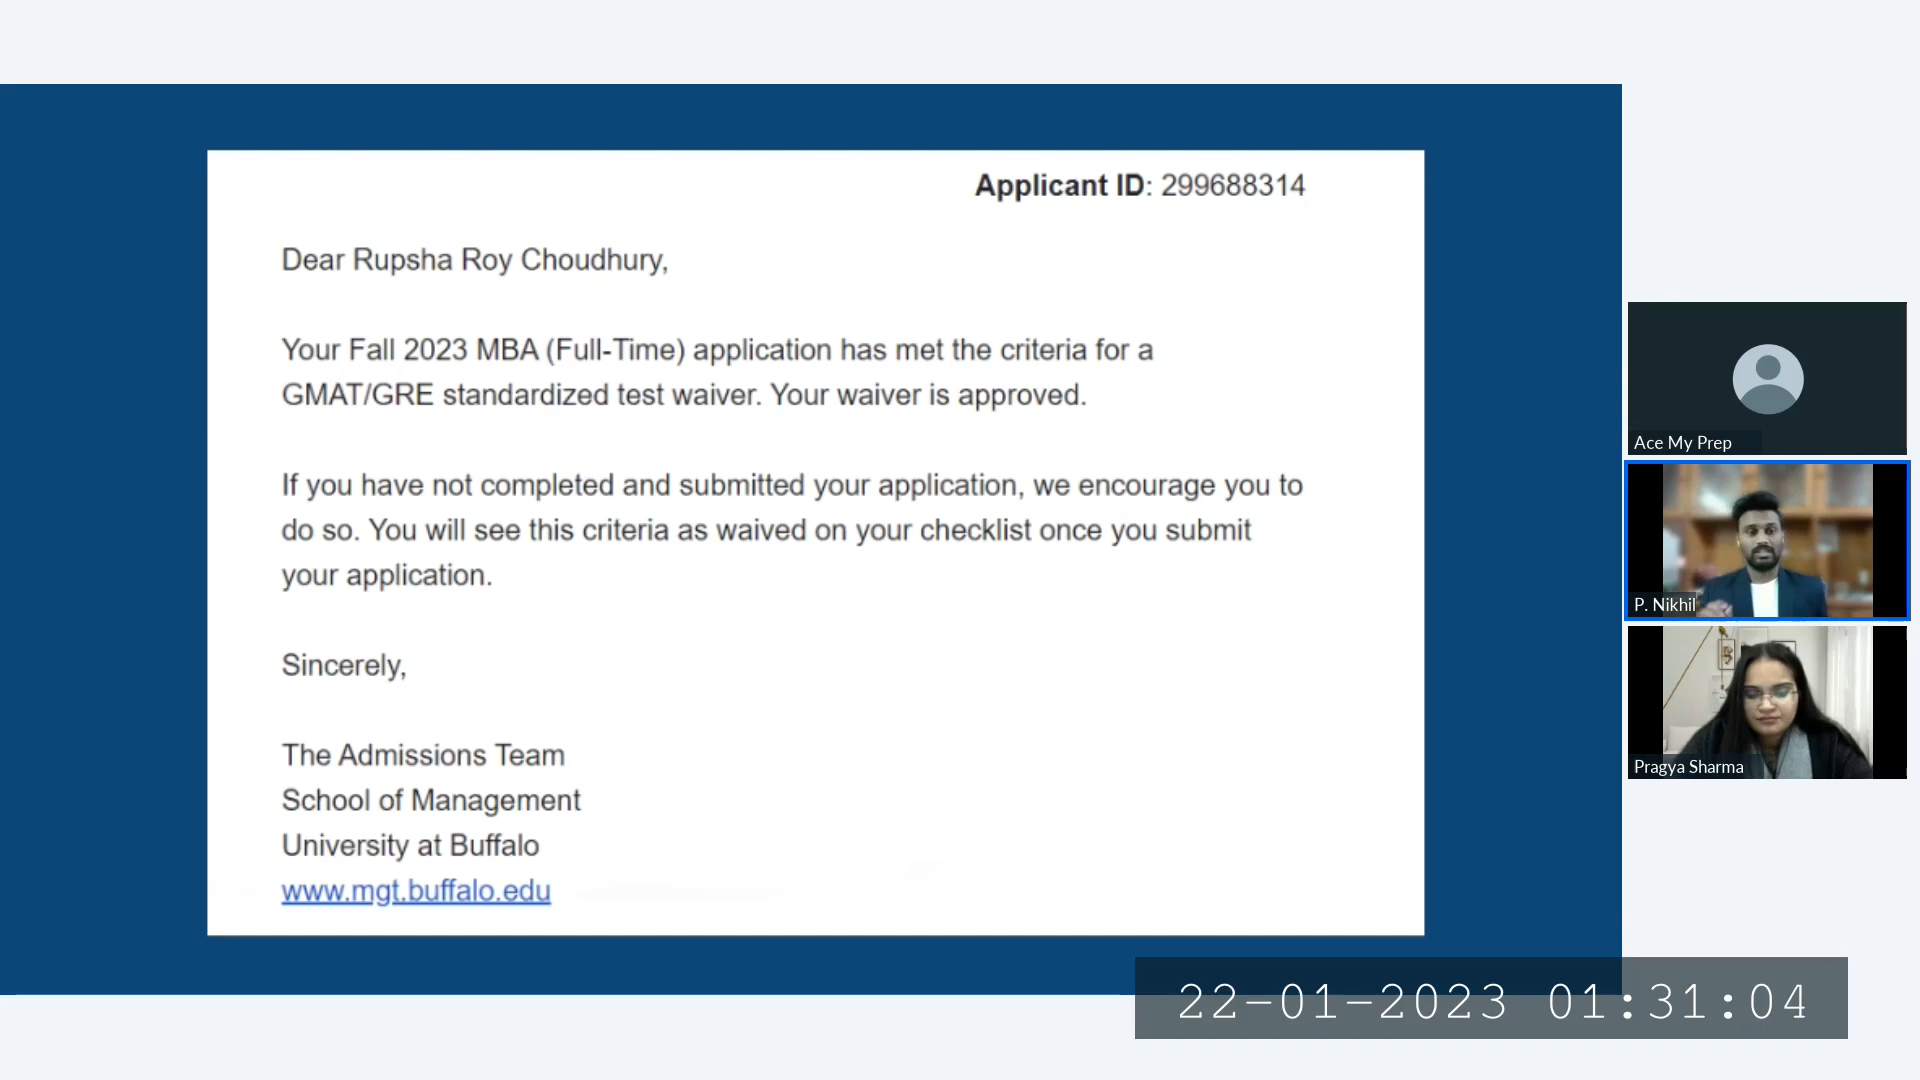 Applicant ID: 299688314
Dear Rupsha Roy Choudhury,
Your Fall 2023 MBA (Full-Time) application has met the criteria for a
GMAT/GRE standardized test waiver. Your waiver is approved.
If you have not completed and submitted your application, we encourage you to
do so. You will see this criteria as waived on your checklist once you submit
your application.
Sincerely,
The Admissions Team
School of Management
University at Buffalo
www.mgt.buffalo.edu
Ace My Prep
P. Nikhil
Pragya Sharma
22-01-2023 01:31:04